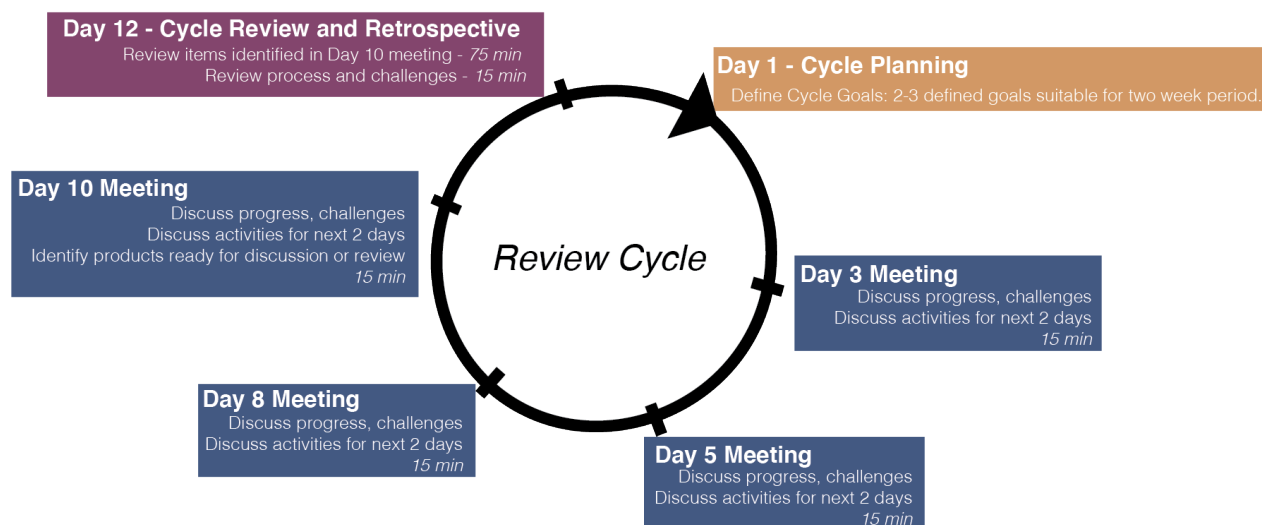 Day 12 - Cycle Review and Retrospective
Review items identified in Day 10 meeting - 75 min
Review process and challenges - 15 min
Day 1 - Cycle Planning
Define Cycle Goals: 2-3 defined goals suitable for two week period.
Day 10 Meeting
Discuss progress, challenges
Discuss activities for next 2 days
Identify products ready for discussion or review
15 min
Review Cycle
Day 3 Meeting
Discuss progress, challenges
Discuss activities for next 2 days
15 min
Day 8 Meeting
Discuss progress, challenges
Discuss activities for next 2 days
15 min
Day 5 Meeting
Discuss progress, challenges
Discuss activities for next 2 days
15 min